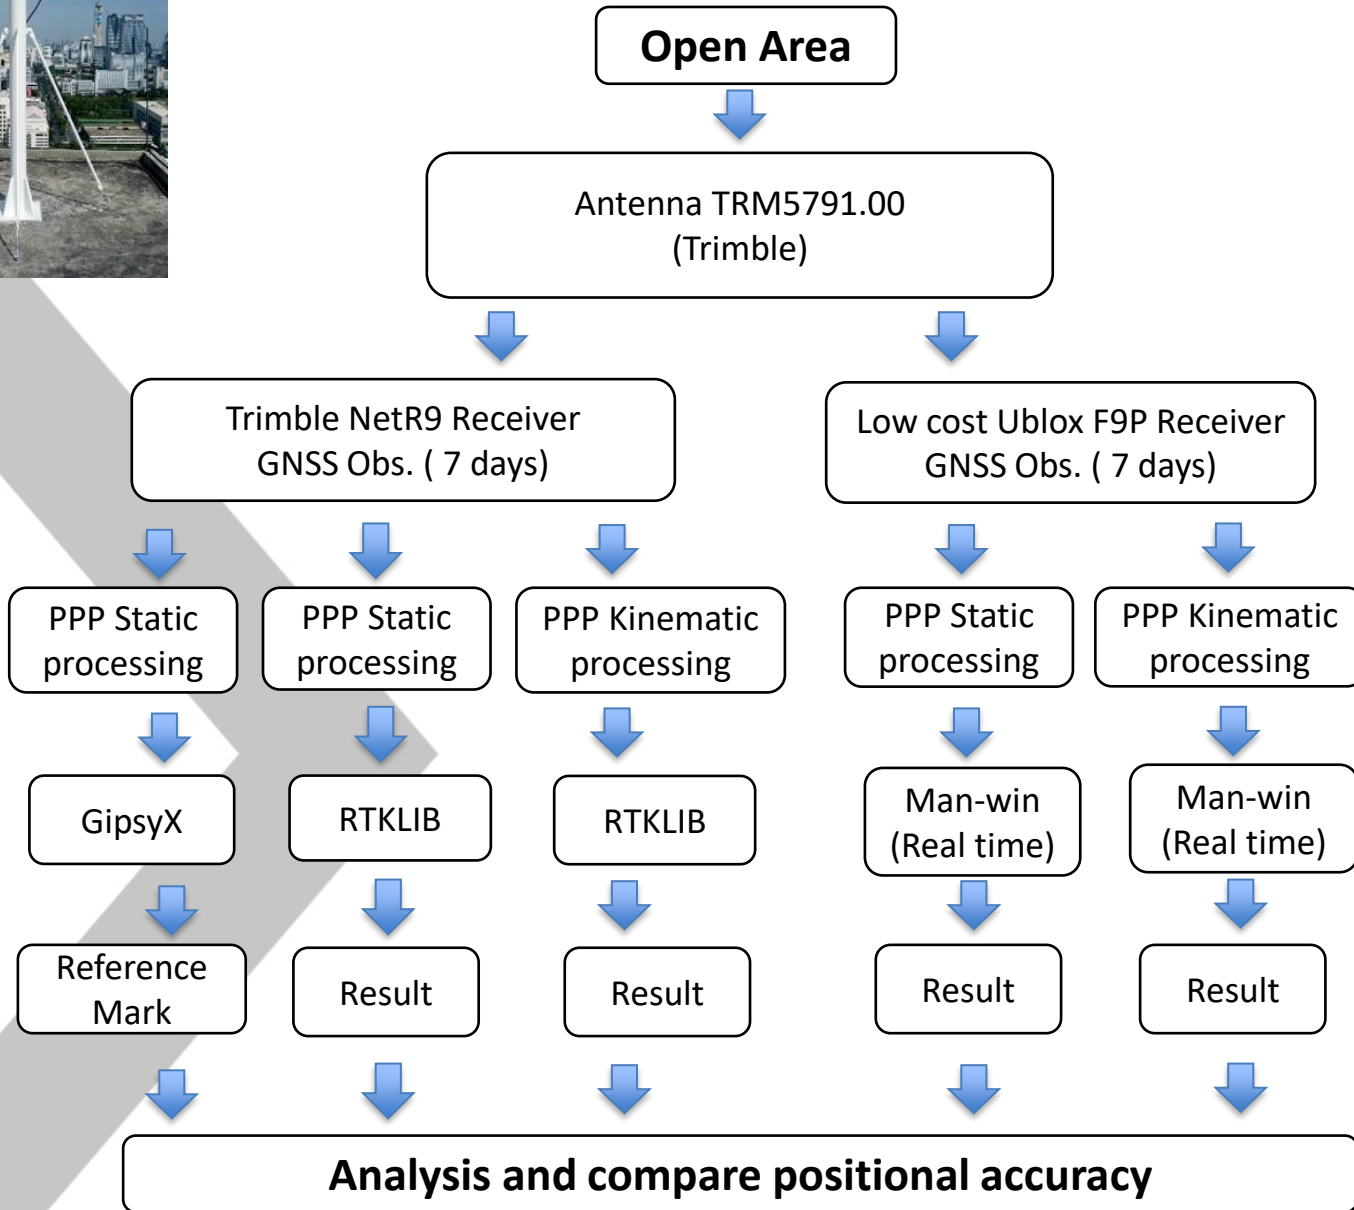 Open Area
Antenna TRM5791.00
(Trimble)
Trimble NetR9 Receiver
GNSS Obs. ( 7 days)
Low cost Ublox F9P Receiver
GNSS Obs. ( 7 days)
PPP Static
processing
PPP Static
processing
PPP Kinematic
processing
PPP Static
processing
PPP Kinematic
processing
GipsyX
RTKLIB
RTKLIB
Man-win
(Real time)
Man-win
(Real time)
Reference
Mark
Result
Result
Result
Result
Analysis and compare positional accuracy